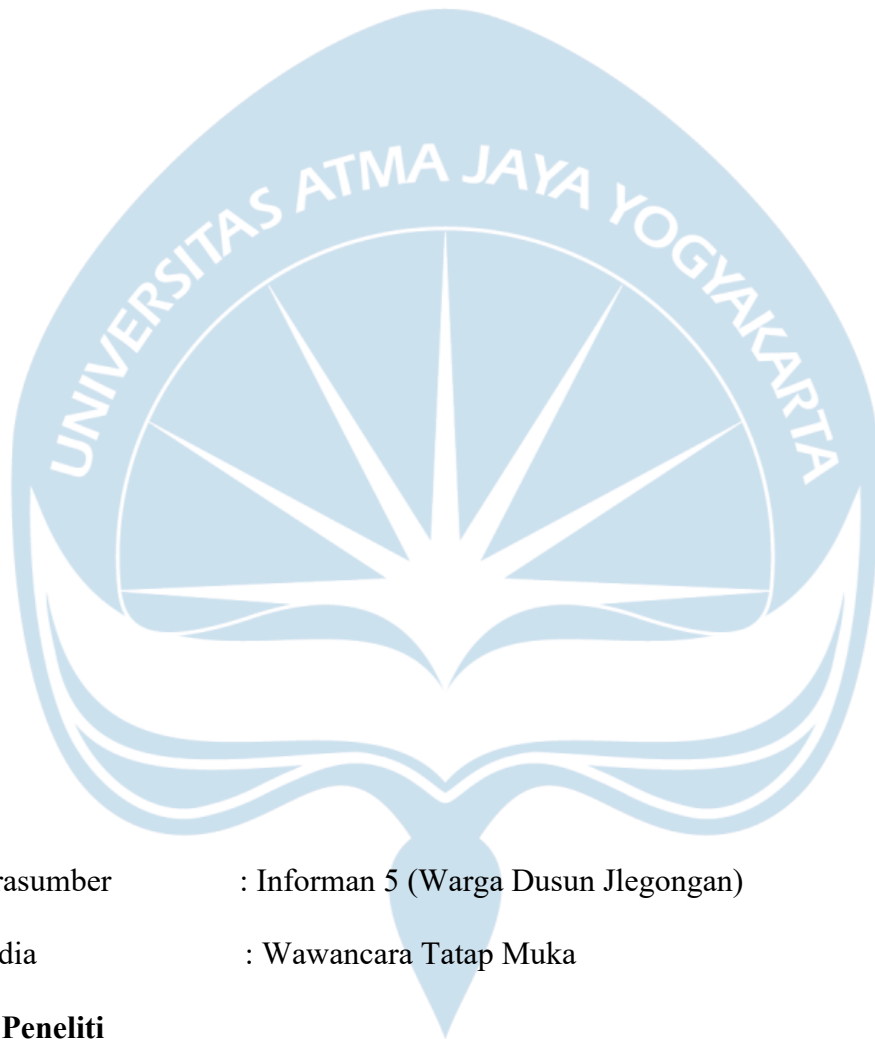 UNIVERSITAS ATMA JAYA YOGYAKARTA
rasumber : Informan 5 (Warga Dusun Jlegongan)
dia : Wawancara Tatap Muka
Peneliti